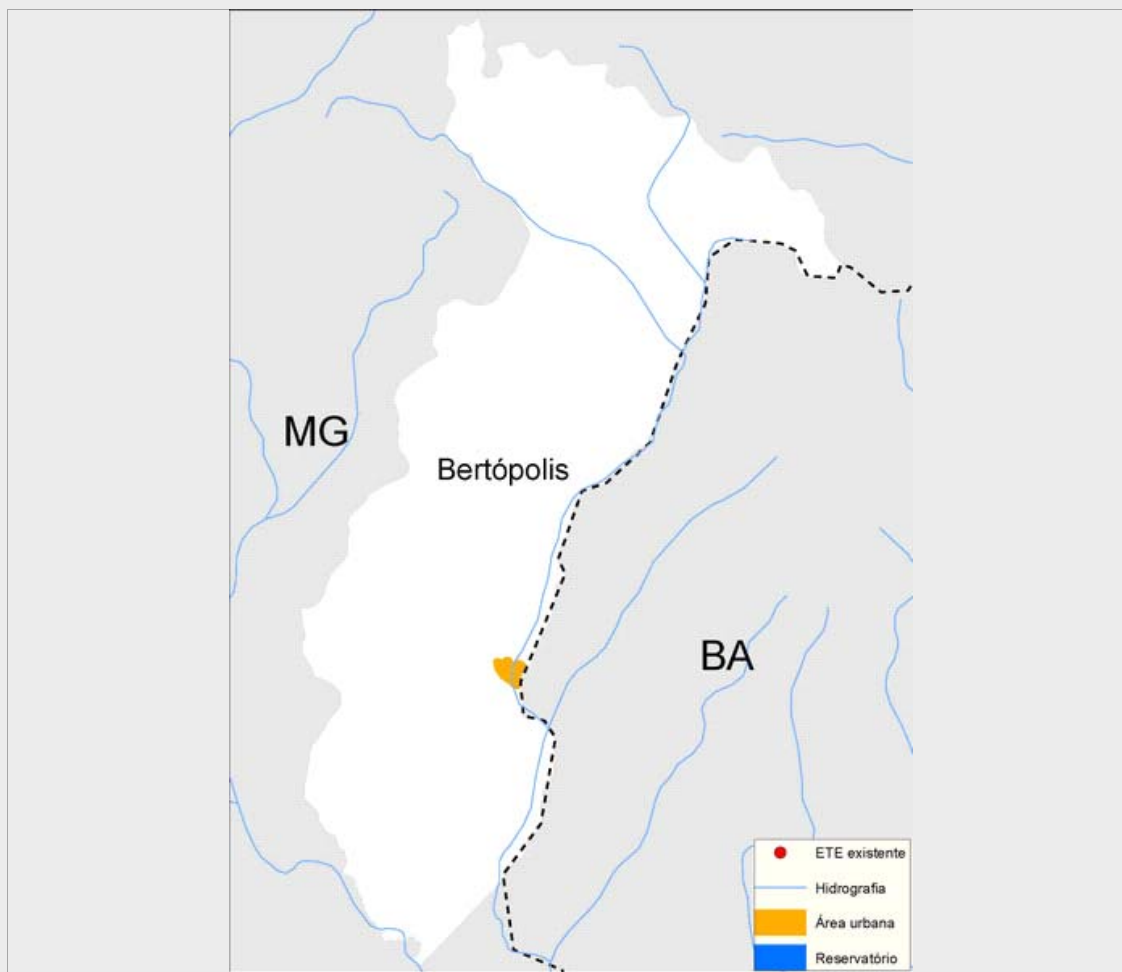 MG
Bertópolis
BA
ETE existente
Hidrografia
Área urbana
Reservatório